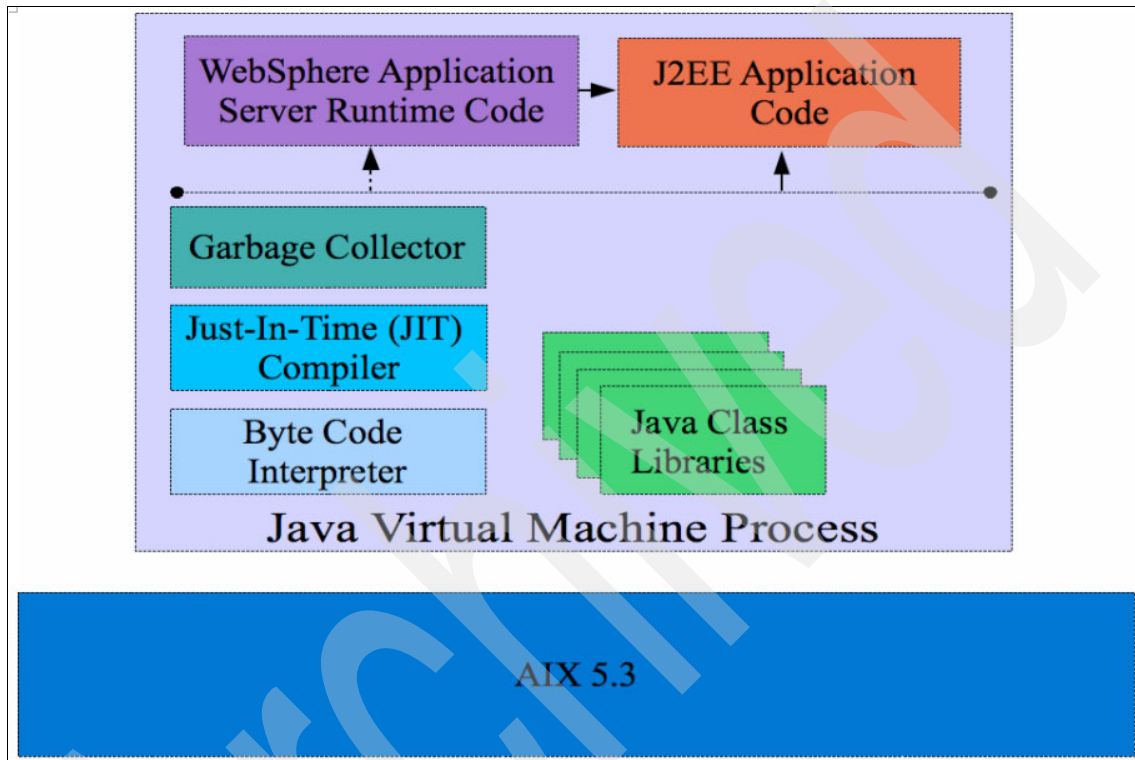 WebSphere Application
Server Runtime Code
J2EE Application
Code
Garbage Collector
Just-In-Time (JIT)
Compiler
Byte Code
Interpreter
Java Class
Libraries
Java Virtual Machine Process
AIX 5.3